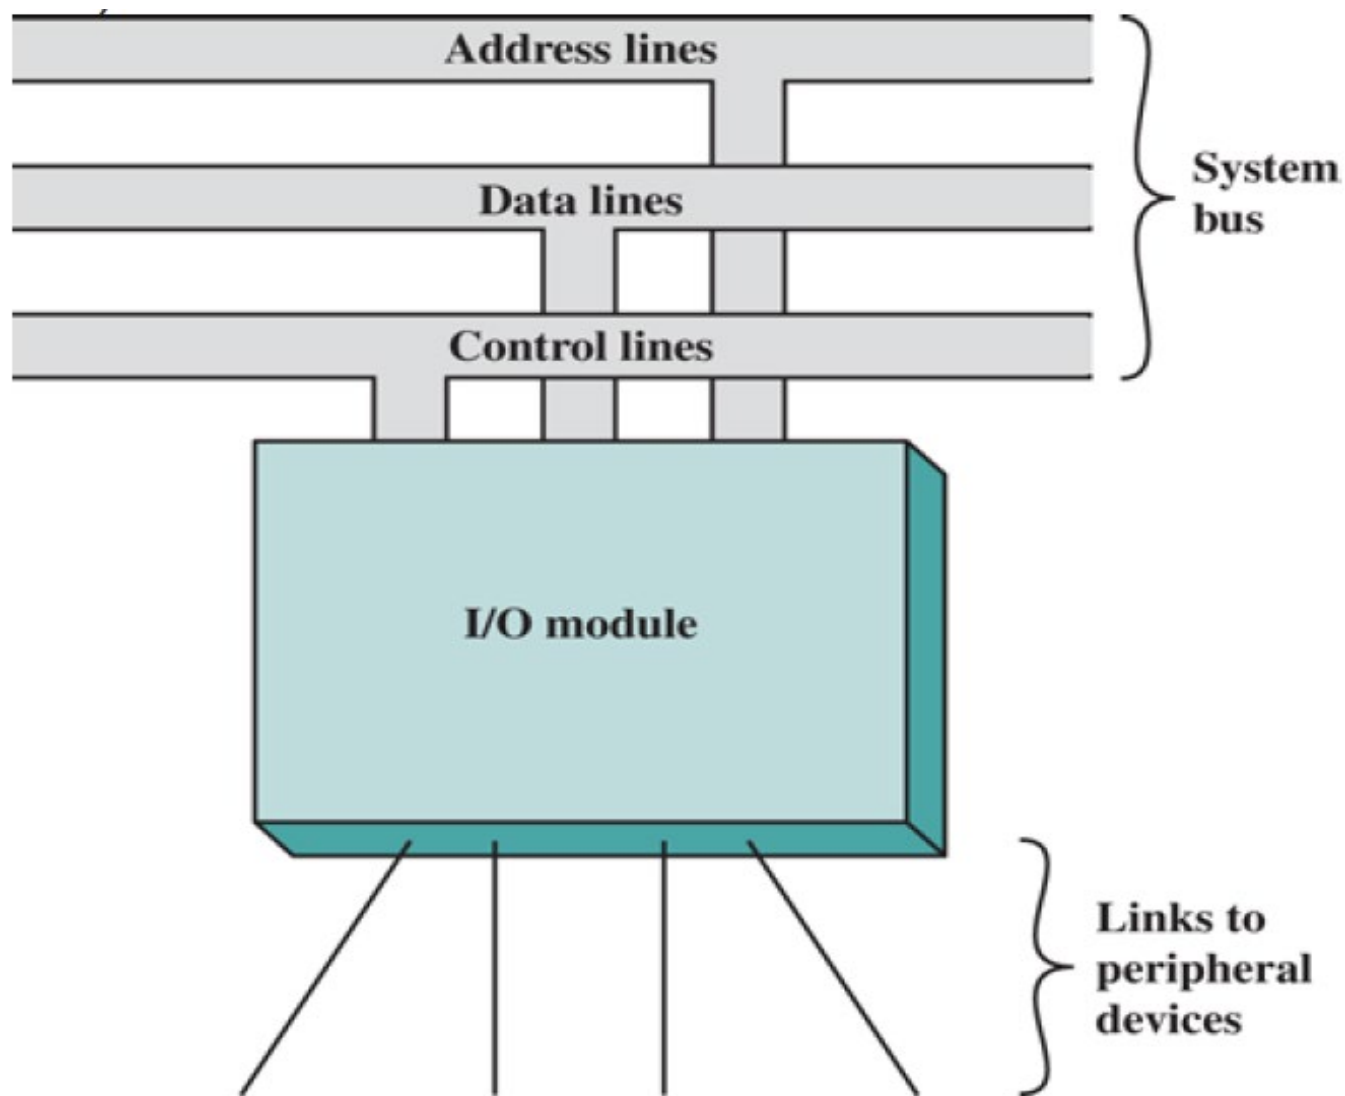 Address lines
Data lines
System
bus
Control lines
I/O module
Links to
peripheral
devices